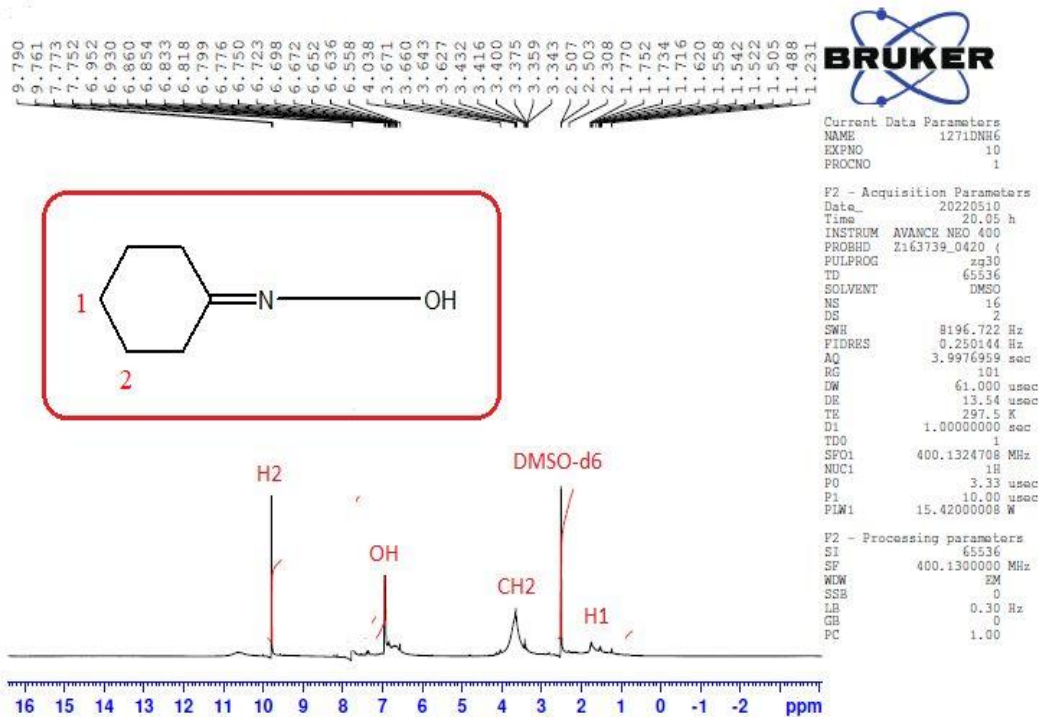 9.790
9.761
7.773
7.752
6.952
6.930
6.860
6.854
6.833
6.818
6.799
6.776
6.750
6.723
6.698
6.672
6.652
6.636
6.558
4.038
3.671
3.660
3.643
3.627
3.432
3.416
3.400
3.375
3.359
3.343
2.507
2.503
2.308
1.770
1.752
1.734
1.716
1.620
1.558
1.542
1.522
1.505
1.488
1.231
BRUKER
Current Data Parameters
NAME 1271DNH6
EXPNO 10
PROCNO 1
F2 - Acquisition Parameters
Date_ 20220510
Time 20.05 h
INSTRUM AVANCE NEO 400
PROBHD Z163739_0420 (
PULPROG zg30
TD 65536
SOLVENT DMSO
NS 16
DS 2
SWH 8196.722 Hz
FIDRES 0.250144 Hz
AQ 3.9976959 sec
RG 101
DW 61.000 usec
DE 13.54 usec
TE 297.5 K
D1 1.00000000 sec
TD0 1
SFO1 400.1324708 MHz
NUC1 1H
P0 3.33 usec
P1 10.00 usec
PLW1 15.42000008 W
F2 - Processing parameters
SI 65536
SF 400.1300000 MHz
WDW EM
SSB 0
LB 0.30 Hz
GB 0
PC 1.00
1
N
OH
2
H2
OH
CH2
DMSO-d6
H1
16 15 14 13 12 11 10 9 8 7 6 5 4 3 2 1 0 -1 -2 ppm